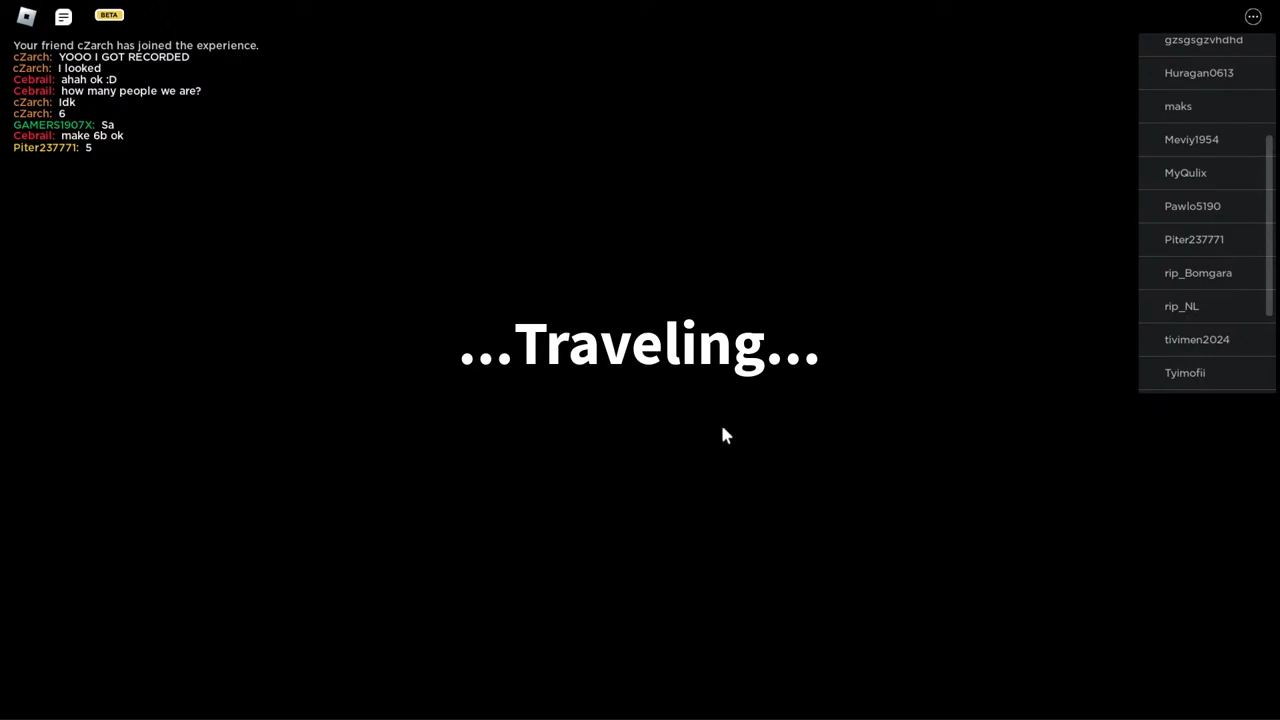 BETA
Your friend cZarch has joined the experience.
cZarch: YOOO I GOT RECORDED
cZarch: I looked
Cebrail: ahah ok :D
Cebrail: how many people we are?
cZarch: Idk
cZarch: 6
GAMERS1907X: Sa
Cebrail: make 6b ok
Piter237771: 5
gzsgsgzvhdhd
Huragan0613
maks
Meviy1954
MyQulix
Pawlo5190
Piter237771
rip_Bomgara
rip_NL
tivimen2024
Tyimofii
...Traveling...